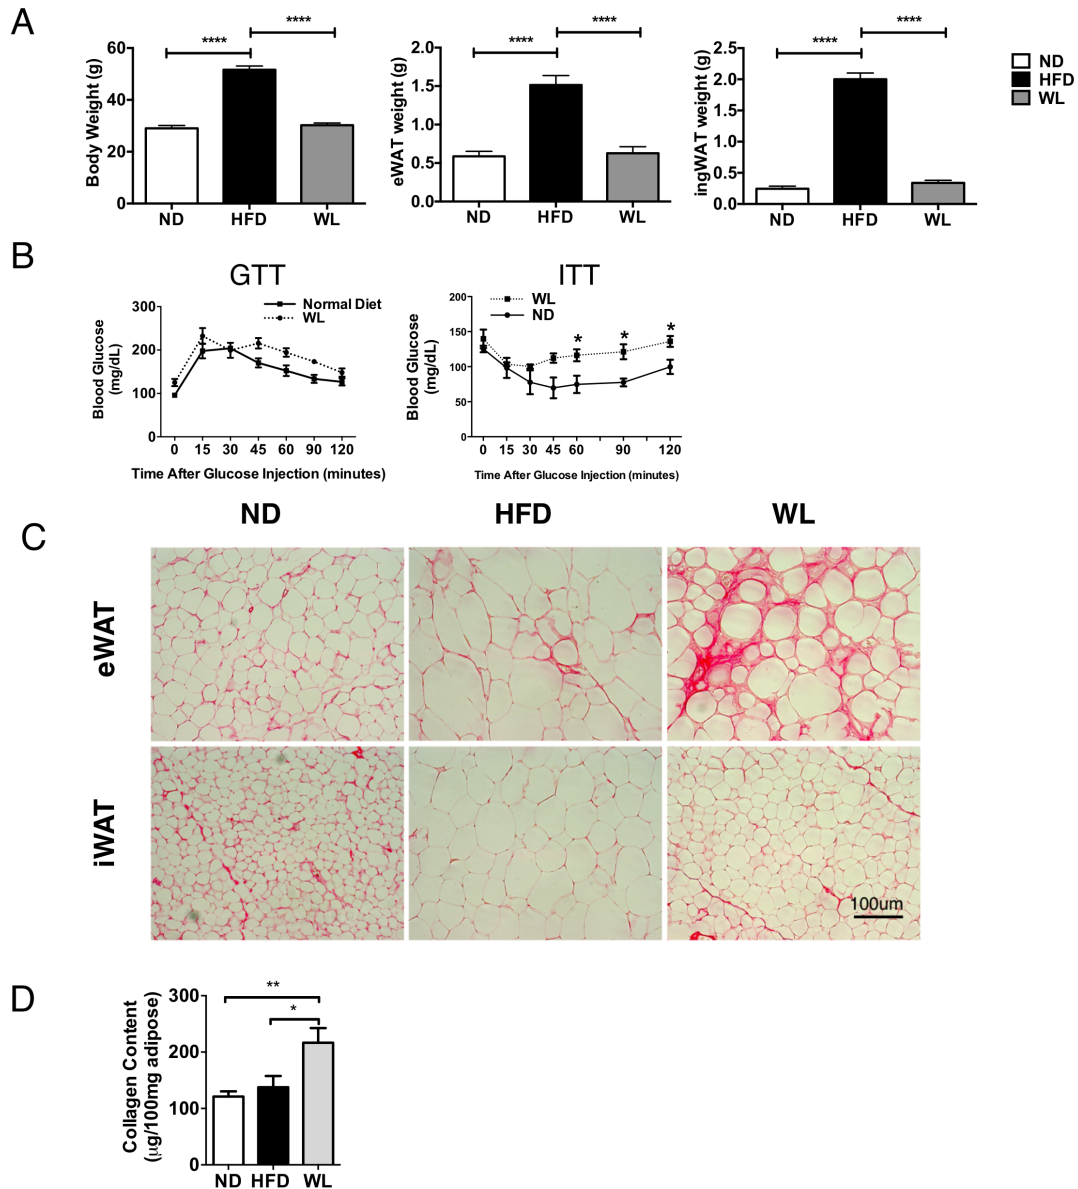 A
****
****
Body Weight (g)
60
40
20
0
ND
HFD
WL
****
****
eWAT weight (g)
2.0
1.5
1.0
0.5
0.0
ND
HFD
WL
****
****
ingWAT weight (g)
2.5
2.0
1.5
1.0
0.5
0.0
ND
HFD
WL
ND
HFD
WL
B
GTT
Normal Diet
WL
Blood Glucose
(mg/dL)
300
200
100
0
0 15 30 45 60 90 120
Time After Glucose Injection (minutes)
ITT
WL
ND
Blood Glucose
(mg/dL)
200
150
100
50
0
* * *
0 15 30 45 60 90 120
Time After Glucose Injection (minutes)
C
ND
HFD
WL
eWAT
iWAT
100um
D
**
*
Collagen Content
(μg/100mg adipose)
300
200
100
0
ND
HFD
WL